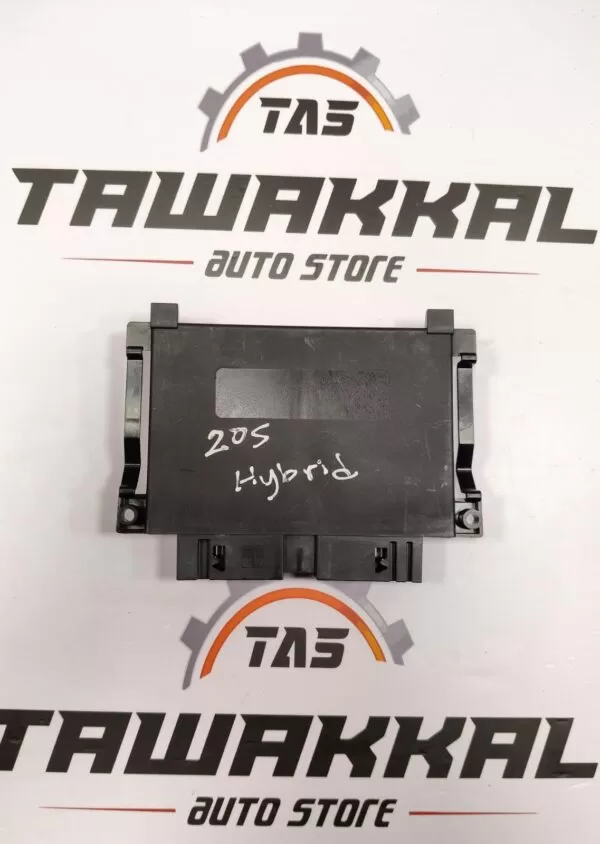 TAS
TAWAKKAL
AUTO STORE
205
Hybrid
TAS
TAWAKKAL
AUTO STORE